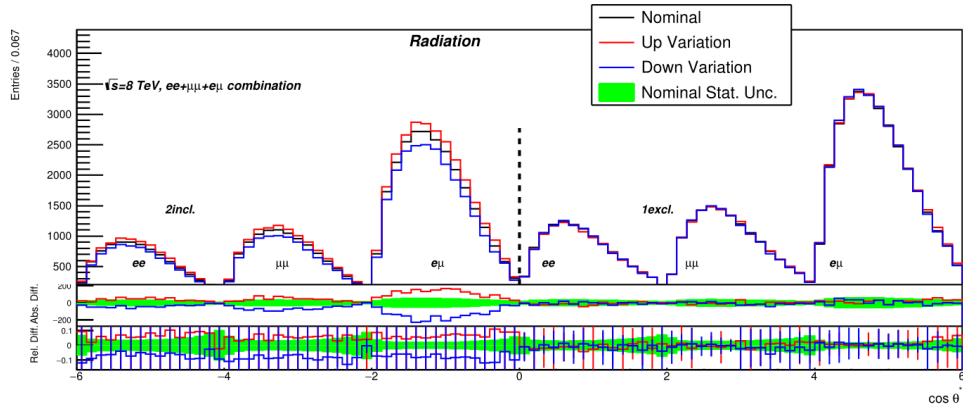 Nominal
Up Variation
Down Variation
Nominal Stat. Unc.
Radiation
√s=8 TeV, ee+μμ+eμ combination
Entries / 0.067
4000
3500
3000
2500
2000
1500
1000
500
2incl.
1excl.
ee
μμ
eμ
ee
μμ
eμ
Abs. Diff.
200
0
−200
Rel. Diff.
0.1
0
−0.1
−6
−4
−2
0
2
4
6
cos θ*